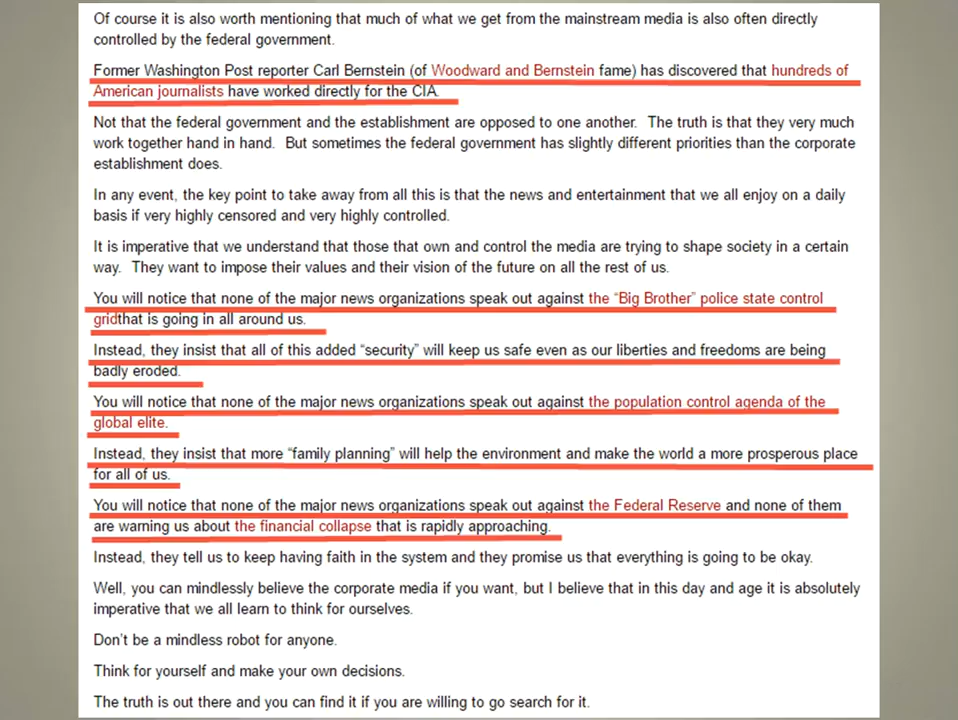 Of course it is also worth mentioning that much of what we get from the mainstream media is also often directly
controlled by the federal government.
Former Washington Post reporter Carl Bernstein (of Woodward and Bernstein fame) has discovered that hundreds of
American journalists have worked directly for the CIA.
Not that the federal government and the establishment are opposed to one another. The truth is that they very much
work together hand in hand. But sometimes the federal government has slightly different priorities than the corporate
establishment does.
In any event, the key point to take away from all this is that the news and entertainment that we all enjoy on a daily
basis if very highly censored and very highly controlled.
It is imperative that we understand that those that own and control the media are trying to shape society in a certain
way. They want to impose their values and their vision of the future on all the rest of us.
You will notice that none of the major news organizations speak out against the “Big Brother” police state control
gridthat is going in all around us.
Instead, they insist that all of this added “security” will keep us safe even as our liberties and freedoms are being
badly eroded.
You will notice that none of the major news organizations speak out against the population control agenda of the
global elite.
Instead, they insist that more “family planning” will help the environment and make the world a more prosperous place
for all of us.
You will notice that none of the major news organizations speak out against the Federal Reserve and none of them
are warning us about the financial collapse that is rapidly approaching.
Instead, they tell us to keep having faith in the system and they promise us that everything is going to be okay.
Well, you can mindlessly believe the corporate media if you want, but I believe that in this day and age it is absolutely
imperative that we all learn to think for ourselves.
Don’t be a mindless robot for anyone.
Think for yourself and make your own decisions.
The truth is out there and you can find it if you are willing to go search for it.